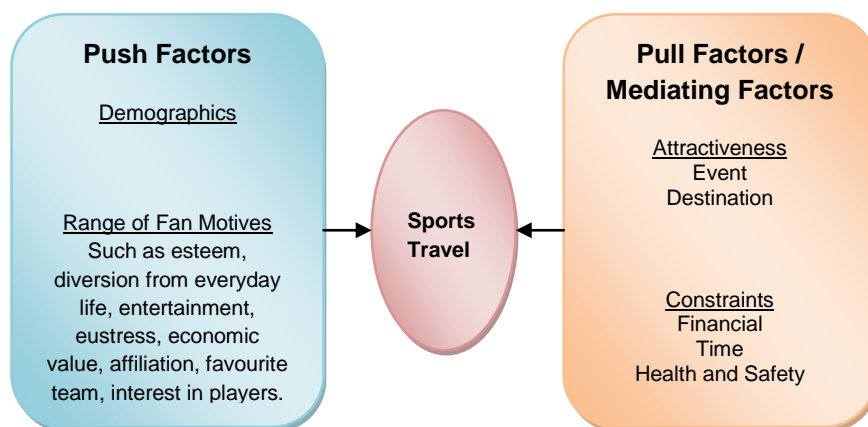 Push Factors
Demographics
Range of Fan Motives
Such as esteem,
diversion from everyday
life, entertainment,
eustress, economic
value, affiliation, favourite
team, interest in players.
Sports
Travel
Pull Factors /
Mediating Factors
Attractiveness
Event
Destination
Constraints
Financial
Time
Health and Safety